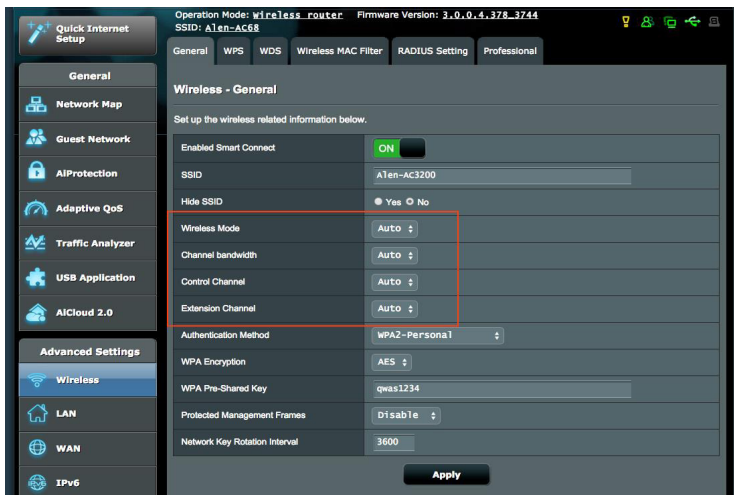 Quick Internet
Setup
Operation Mode: Wireless router Firmware Version: 3.0.0.4.378_3744
SSID: Alen-AC68
General WPS WDS Wireless MAC Filter RADIUS Setting Professional
General
Network Map
Guest Network
AiProtection
Adaptive QoS
Traffic Analyzer
USB Application
AiCloud 2.0
Advanced Settings
Wireless
LAN
WAN
IPv6
IPv6
Wireless - General
Set up the wireless related information below.
Enabled Smart Connect ON
SSID Alen-AC3200
Hide SSID Yes No
Wireless Mode Auto
Channel bandwidth Auto
Control Channel Auto
Extension Channel Auto
Authentication Method WPA2-Personal
WPA Encryption AES
WPA Pre-Shared Key qwas1234
Protected Management Frames Disable
Network Key Rotation Interval 3600
Apply